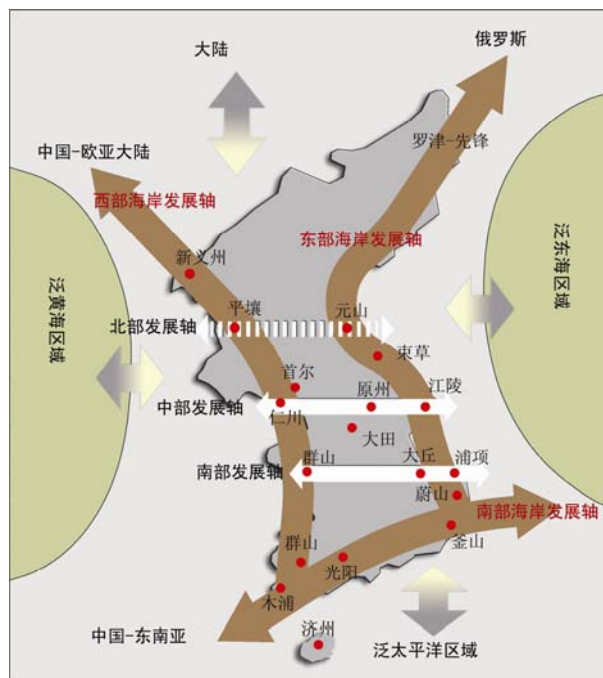 大陆
俄罗斯
罗津-先锋
中国-欧亚大陆
西部海岸发展轴
东部海岸发展轴
新义州
泛黄海区域
泛东海区域
平壤
元山
北部发展轴
束草
首尔
原州
江陵
中部发展轴
仁川
大田
群山
大丘
浦项
南部发展轴
蔚山
南部海岸发展轴
釜山
群山
光阳
木浦
中国-东南亚
济州
泛太平洋区域